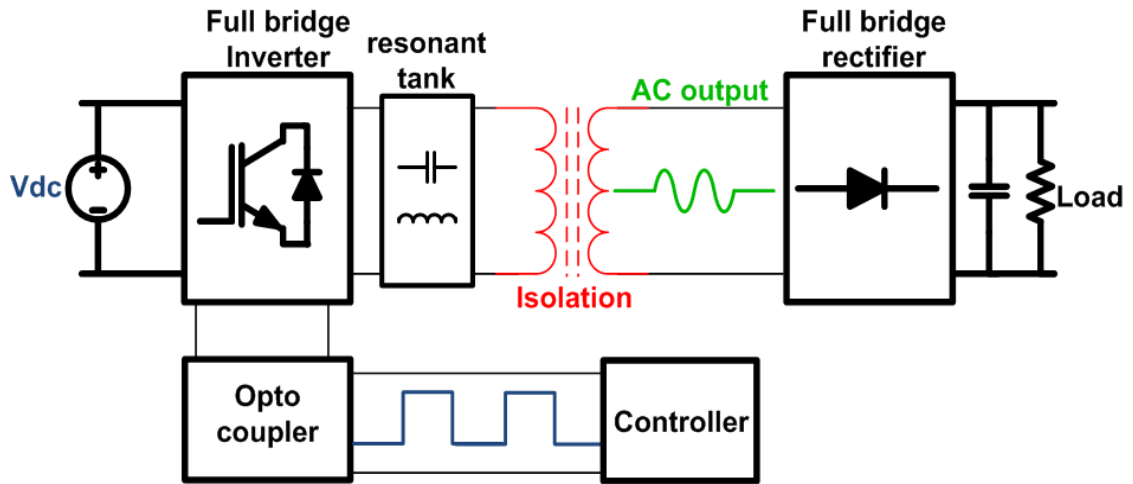 Full bridge
Inverter
resonant
tank
Full bridge
rectifier
AC output
Vdc
Load
Isolation
Opto
coupler
Controller